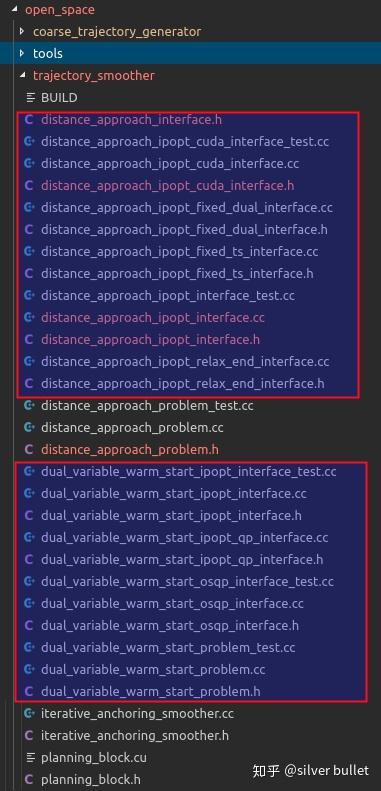 open_space
coarse_trajectory_generator
tools
trajectory_smoother
BUILD
distance_approach_interface.h
distance_approach_ipopt_cuda_interface_test.cc
distance_approach_ipopt_cuda_interface.cc
distance_approach_ipopt_cuda_interface.h
distance_approach_ipopt_fixed_dual_interface.cc
distance_approach_ipopt_fixed_dual_interface.h
distance_approach_ipopt_fixed_ts_interface.cc
distance_approach_ipopt_fixed_ts_interface.h
distance_approach_ipopt_interface_test.cc
distance_approach_ipopt_interface.cc
distance_approach_ipopt_interface.h
distance_approach_ipopt_relax_end_interface.cc
distance_approach_ipopt_relax_end_interface.h
distance_approach_problem_test.cc
distance_approach_problem.cc
distance_approach_problem.h
dual_variable_warm_start_ipopt_interface_test.cc
dual_variable_warm_start_ipopt_interface.cc
dual_variable_warm_start_ipopt_interface.h
dual_variable_warm_start_ipopt_qp_interface.cc
dual_variable_warm_start_ipopt_qp_interface.h
dual_variable_warm_start_osqp_interface_test.cc
dual_variable_warm_start_osqp_interface.cc
dual_variable_warm_start_osqp_interface.h
dual_variable_warm_start_problem_test.cc
dual_variable_warm_start_problem.cc
dual_variable_warm_start_problem.h
iterative_anchoring_smoother.cc
iterative_anchoring_smoother.h
planning_block.cu
planning_block.h
知乎 @silver bullet